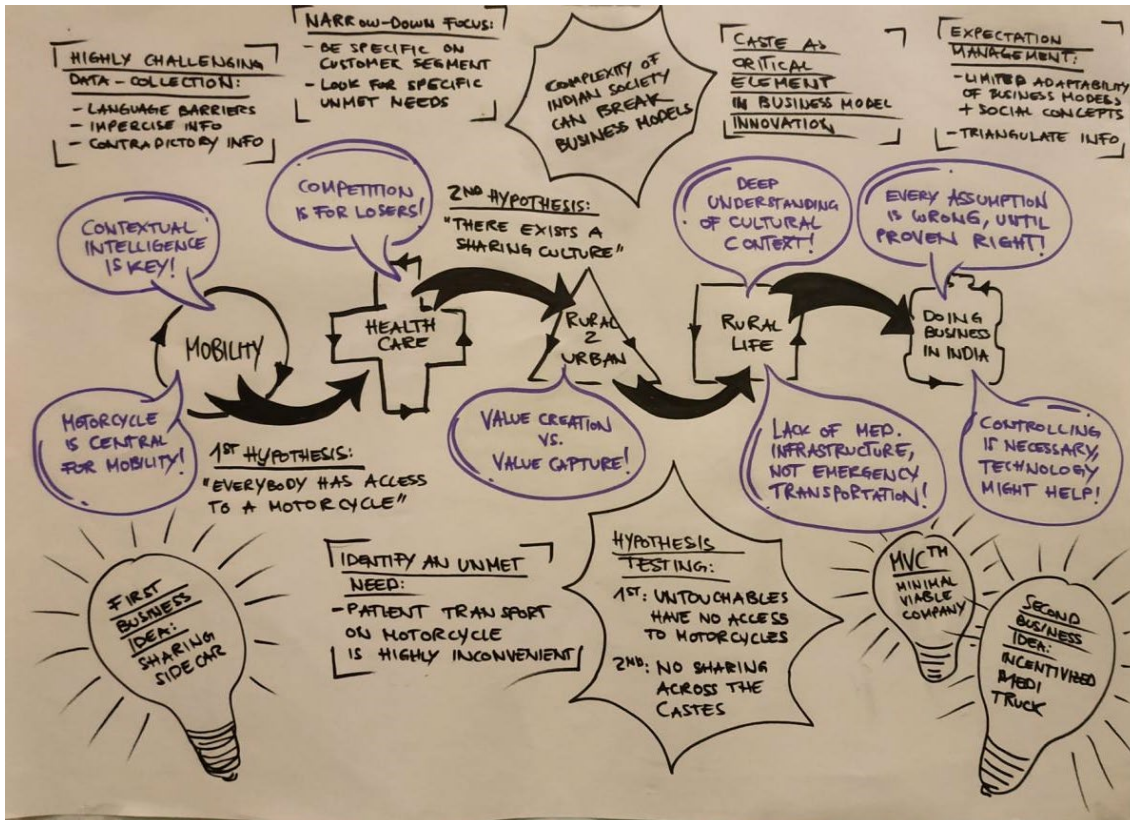 HIGHLY CHALLENGING
DATA-COLLECTION:
- LANGUAGE BARRIERS
- IMPERCISE INFO
- CONTRADICTORY INFO
NARROW-DOWN FOCUS:
- BE SPECIFIC ON
CUSTOMER SEGMENT
- LOOK FOR SPECIFIC
UNMET NEEDS
COMPLEXITY OF
INDIAN SOCIETY
CAN BREAK
BUSINESS MODELS
CASTE AS
CRITICAL
ELEMENT
IN BUSINESS MODEL
INNOVATION
EXPECTATION
MANAGEMENT:
- LIMITED ADAPTABILITY
OF BUSINESS MODELS
+ SOCIAL CONCEPTS
- TRIANGULATE INFO
CONTEXTUAL
INTELLIGENCE
IS KEY!
COMPETITION
IS FOR LOSERS!
2ND HYPOTHESIS:
"THERE EXISTS A
SHARING CULTURE"
DEEP
UNDERSTANDING
OF CULTURAL
CONTEXT!
EVERY ASSUMPTION
IS WRONG, UNTIL
PROVEN RIGHT!
MOBILITY
HEALTH
CARE
RURAL
2
URBAN
RURAL
LIFE
DOING
BUSINESS
IN INDIA
MOTORCYCLE
IS CENTRAL
FOR MOBILITY!
1ST HYPOTHESIS:
"EVERYBODY HAS ACCESS
TO A MOTORCYCLE"
VALUE CREATION
VS.
VALUE CAPTURE!
LACK OF MED.
INFRASTRUCTURE,
NOT EMERGENCY
TRANSPORTATION!
CONTROLLING
IS NECESSARY,
TECHNOLOGY
MIGHT HELP!
FIRST
BUSINESS
IDEA:
SHARING
SIDECAR
IDENTIFY AN UNMET
NEED:
- PATIENT TRANSPORT
ON MOTORCYCLE
IS HIGHLY INCONVENIENT
HYPOTHESIS
TESTING:
1ST: UNTOUCHABLES
HAVE NO ACCESS
TO MOTORCYCLES
2ND: NO SHARING
ACROSS THE
CASTES
MVC™
MINIMAL
VIABLE
COMPANY
SECOND
BUSINESS
IDEA:
INCENTIVIZED
MEDI
TRUCK